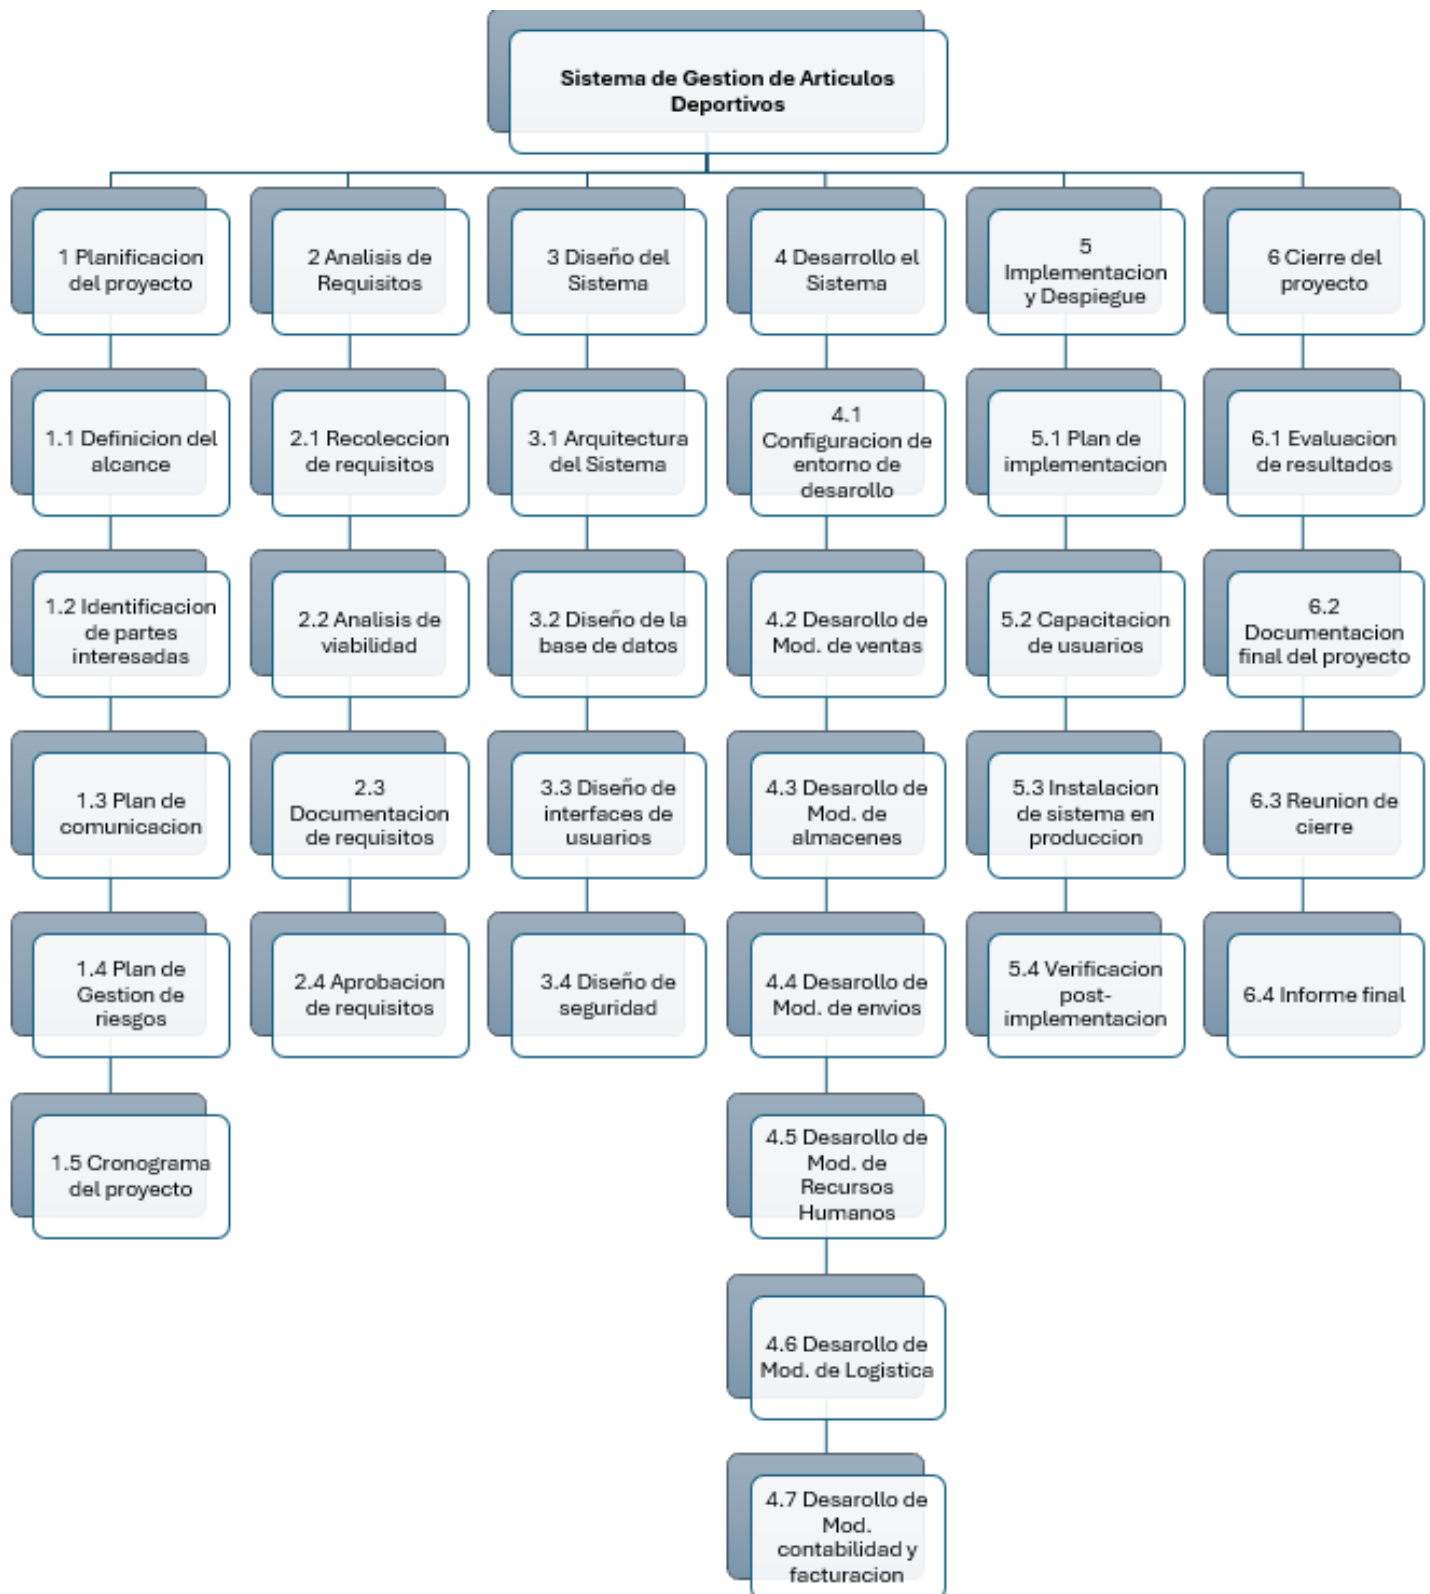 Sistema de Gestion de Articulos
Deportivos
1 Planificacion
del proyecto
1.1 Definicion del
alcance
1.2 Identificacion
de partes
interesadas
1.3 Plan de
comunicacion
1.4 Plan de
Gestion de
riesgos
1.5 Cronograma
del proyecto
2 Analisis de
Requisitos
2.1 Recoleccion
de requisitos
2.2 Analisis de
viabilidad
2.3
Documentacion
de requisitos
2.4 Aprobacion
de requisitos
3 Diseño del
Sistema
3.1 Arquitectura
del Sistema
3.2 Diseño de la
base de datos
3.3 Diseño de
interfaces de
usuarios
3.4 Diseño de
seguridad
4 Desarrollo el
Sistema
4.1
Configuracion de
entorno de
desarollo
4.2 Desarollo de
Mod. de ventas
4.3 Desarollo de
Mod. de
almacenes
4.4 Desarollo de
Mod. de envios
4.5 Desarollo de
Mod. de
Recursos
Humanos
4.6 Desarollo de
Mod. de Logistica
4.7 Desarollo de
Mod.
contabilidad y
facturacion
5
Implementacion
y Despiegue
5.1 Plan de
implementacion
5.2 Capacitacion
de usuarios
5.3 Instalacion
de sistema en
produccion
5.4 Verificacion
post-
implementacion
6 Cierre del
proyecto
6.1 Evaluacion
de resultados
6.2
Documentacion
final del proyecto
6.3 Reunion de
cierre
6.4 Informe final